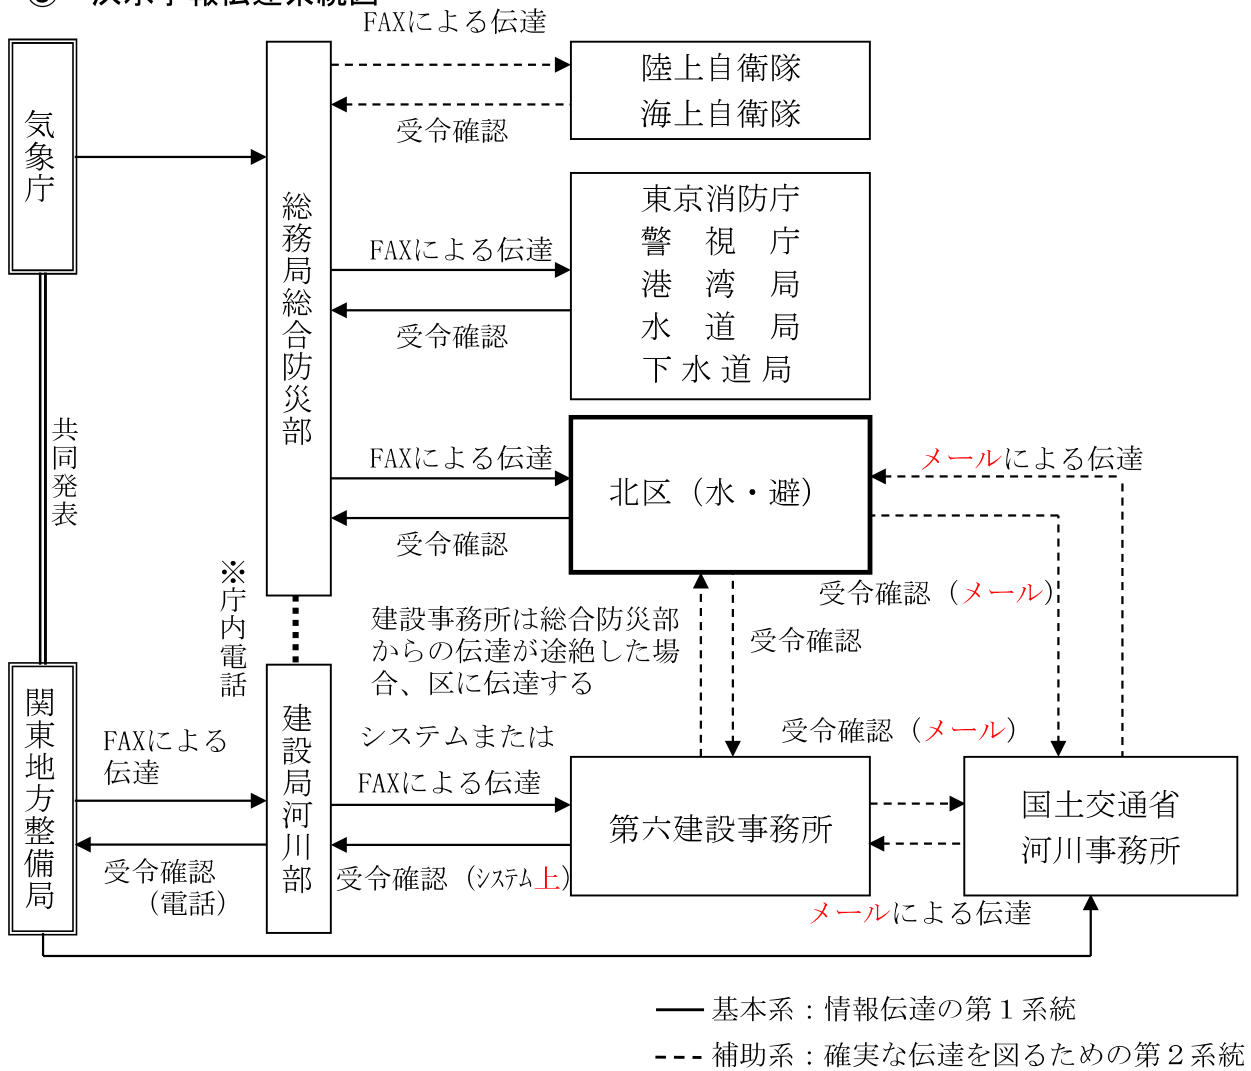 FAXによる伝達
陸上自衛隊
海上自衛隊
受令確認
気象庁
総務局総合防災部
東京消防庁
警視庁
港湾局
水道局
下水道局
FAXによる伝達
受令確認
共同発表
FAXによる伝達
北区（水・避）
メールによる伝達
受令確認
※庁内電話
受令確認（メール）
建設事務所は総合防災部
からの伝達が途絶した場
合、区に伝達する
受令確認
関東地方整備局
建設局河川部
FAXによる
伝達
システムまたは
FAXによる伝達
受令確認（メール）
第六建設事務所
国土交通省
河川事務所
受令確認
（電話）
受令確認（システム上）
メールによる伝達
基本系：情報伝達の第１系統
補助系：確実な伝達を図るための第２系統